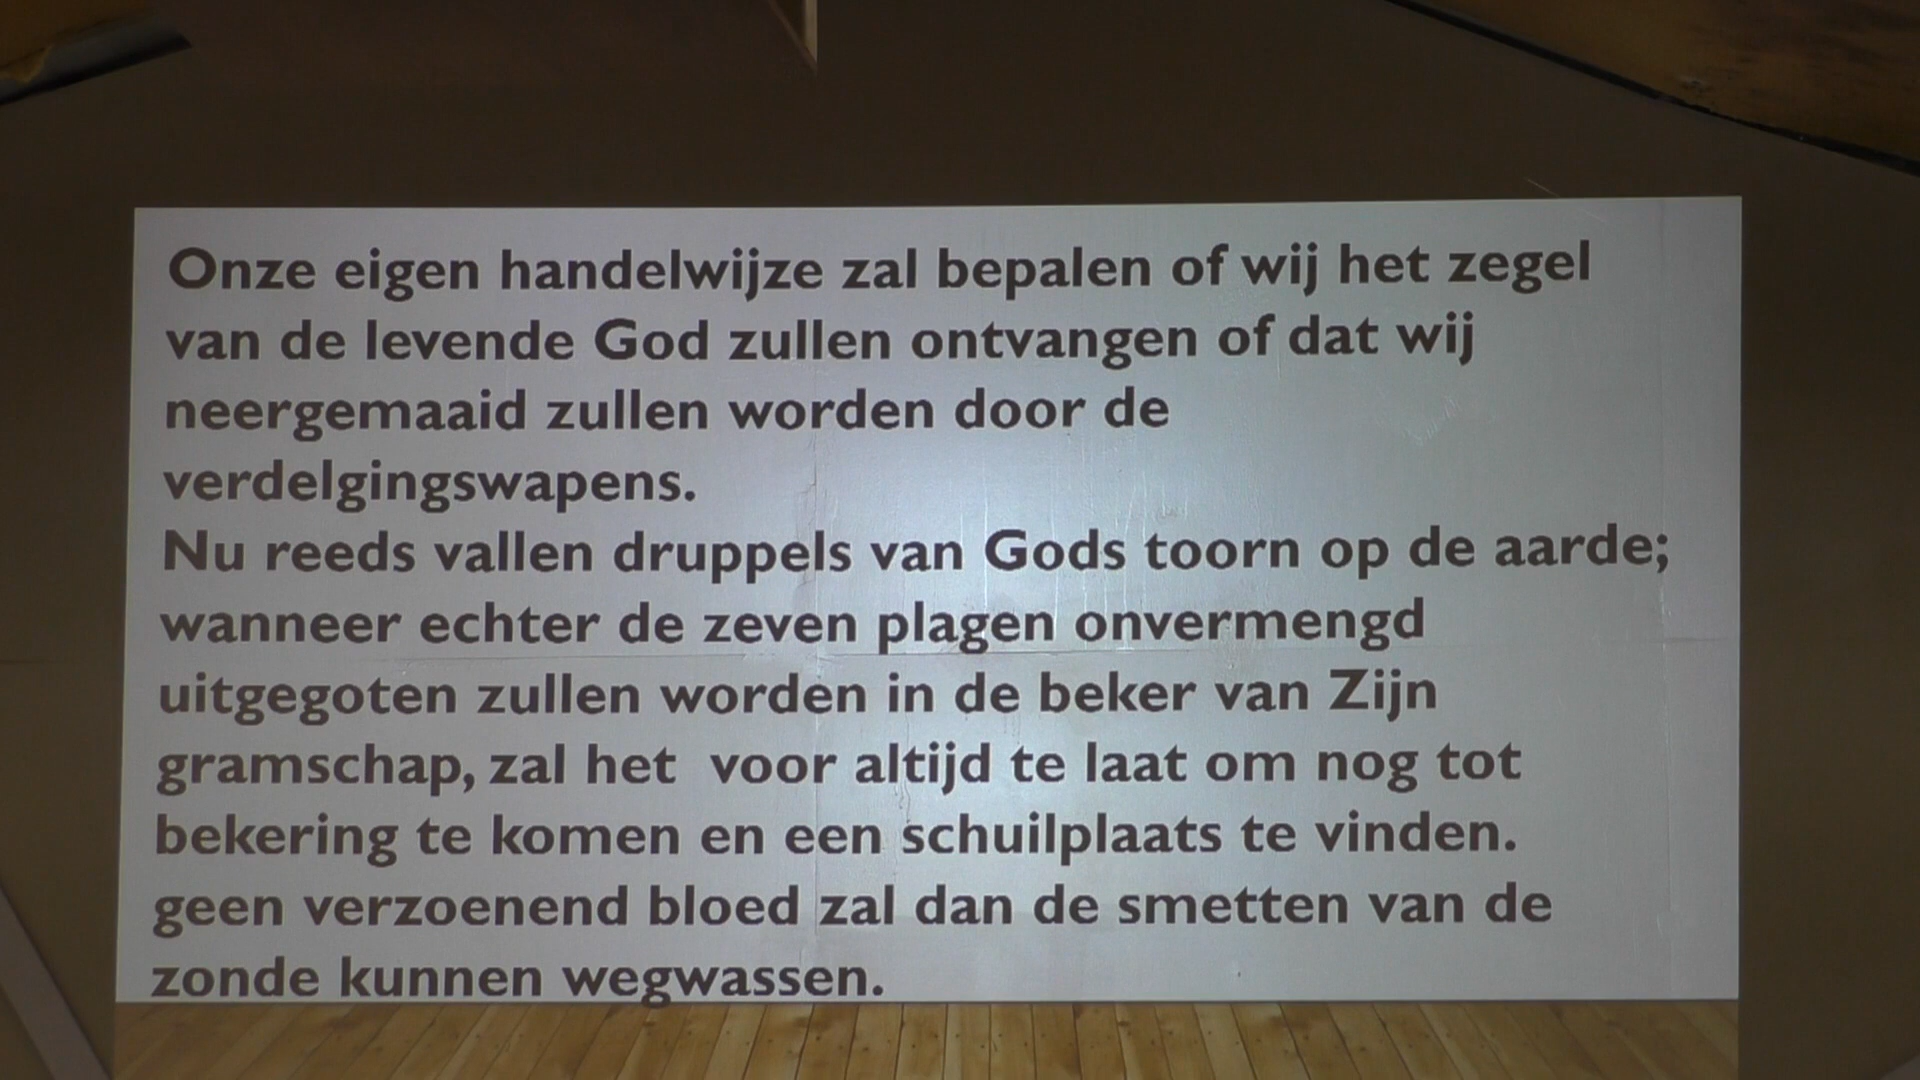 Onze eigen handelwijze zal bepalen of wij het zegel
van de levende God zullen ontvangen of dat wij
neergemaaid zullen worden door de
verdelgingswapens.
Nu reeds vallen druppels van Gods toorn op de aarde;
wanneer echter de zeven plagen onvermengd
uitgegoten zullen worden in de beker van Zijn
gramschap, zal het  voor altijd te laat om nog tot
bekering te komen en een schuilplaats te vinden.
geen verzoenend bloed zal dan de smetten van de
zonde kunnen wegwassen.